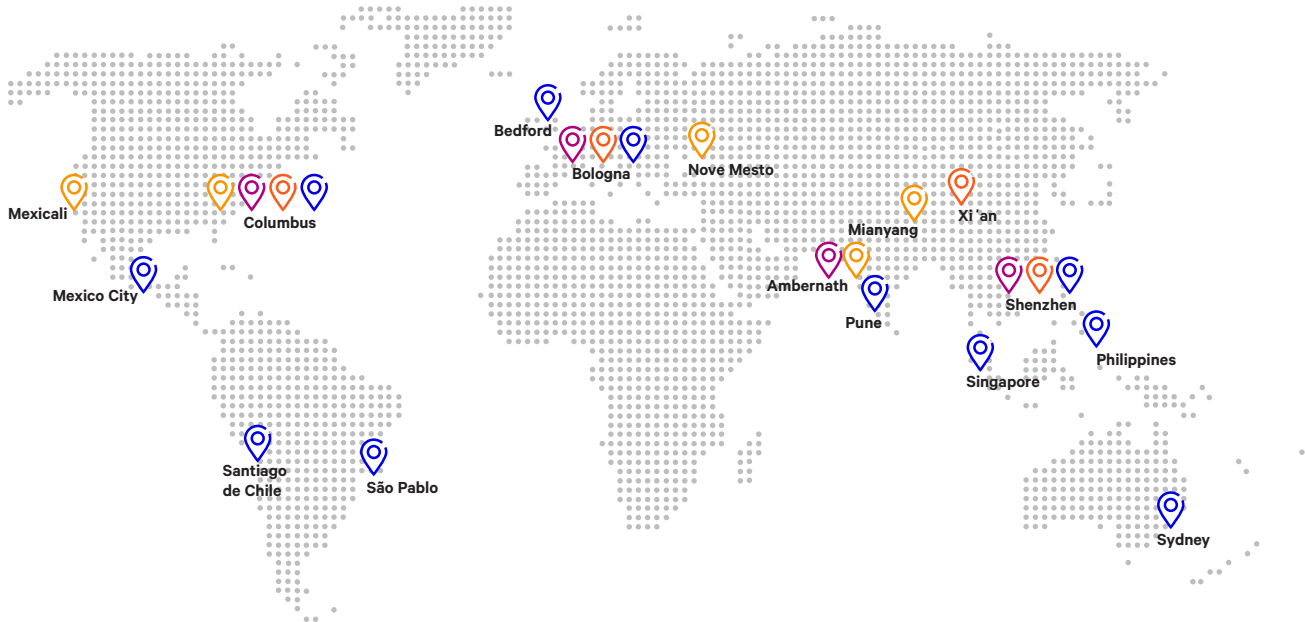 Bedford
Bologna
Nove Mesto
Mexicali
Columbus
Xi ´an
Mianyang
Ambernath
Mexico City
Shenzhen
Pune
Philippines
Singapore
Santiago
de Chile
São Pablo
Sydney